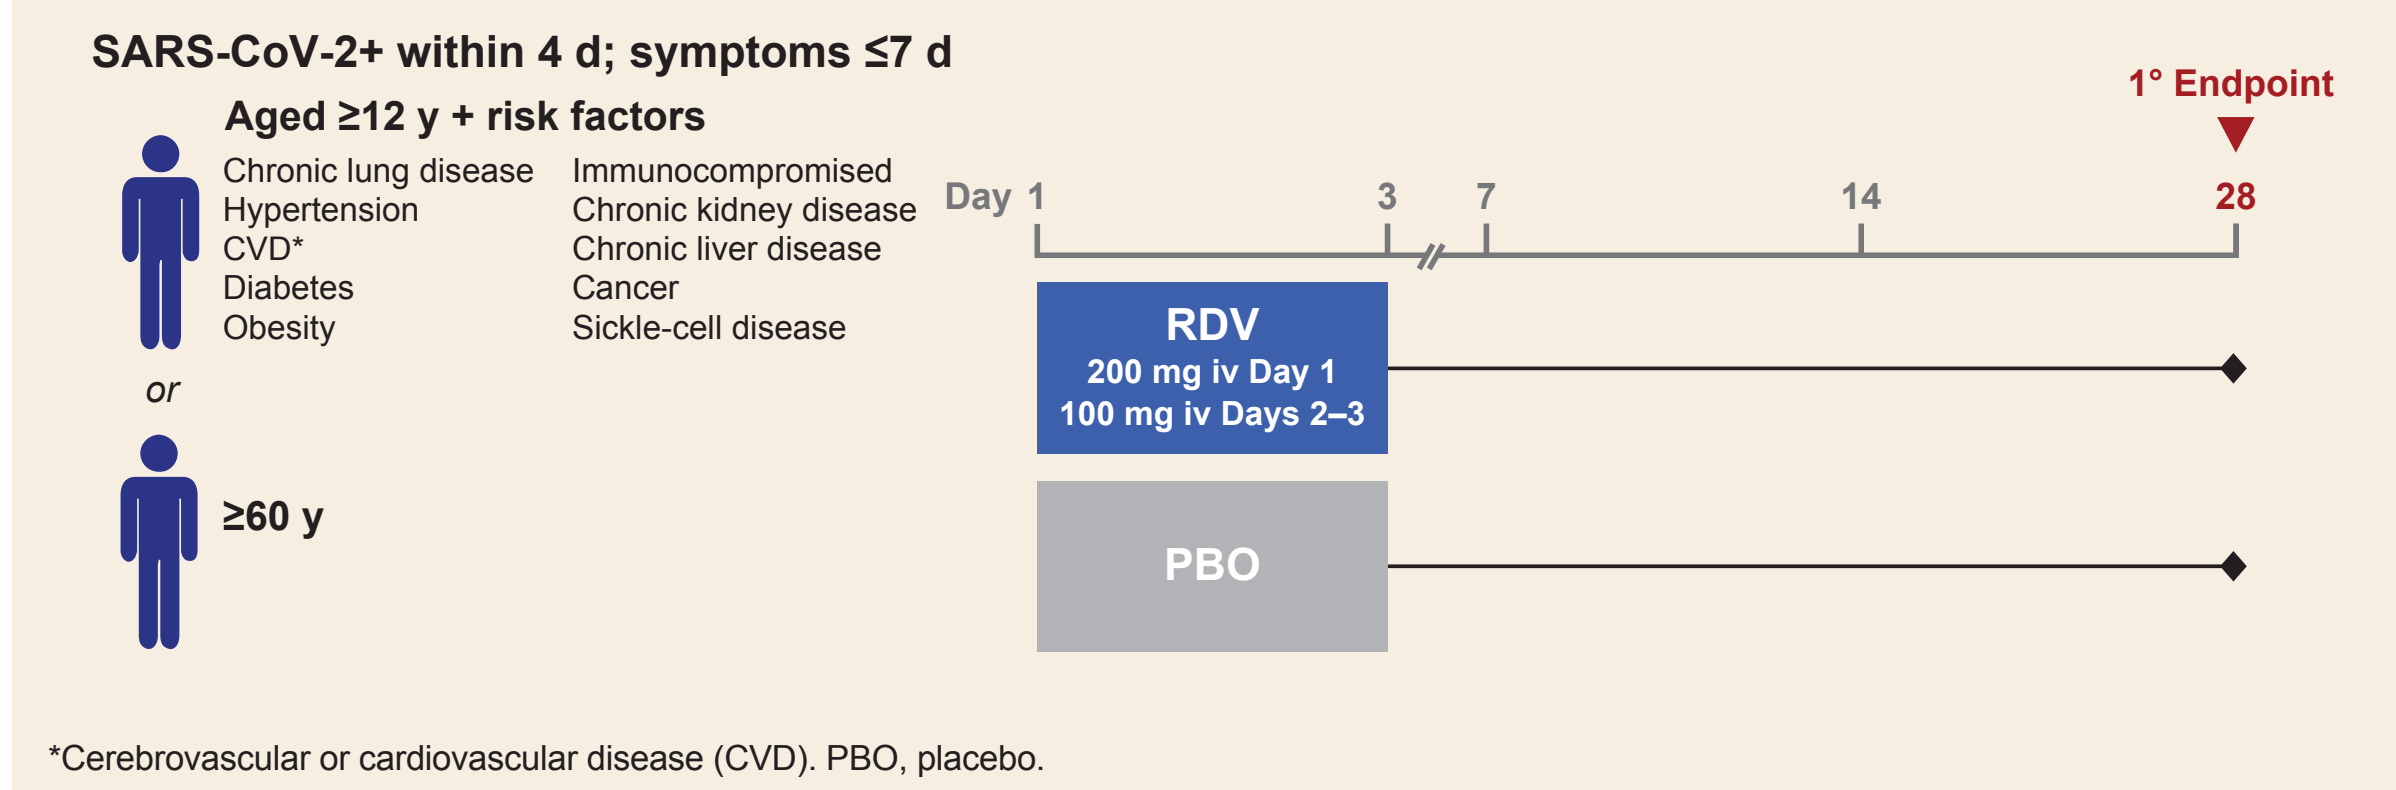 SARS-CoV-2+ within 4 d; symptoms ≤7 d
Aged ≥12 y + risk factors
Chronic lung disease
Hypertension
CVD*
Diabetes
Obesity
Immunocompromised
Chronic kidney disease
Chronic liver disease
Cancer
Sickle-cell disease
or
≥60 y
1° Endpoint
Day 1 3 7 14 28
RDV
200 mg iv Day 1
100 mg iv Days 2–3
PBO
*Cerebrovascular or cardiovascular disease (CVD). PBO, placebo.